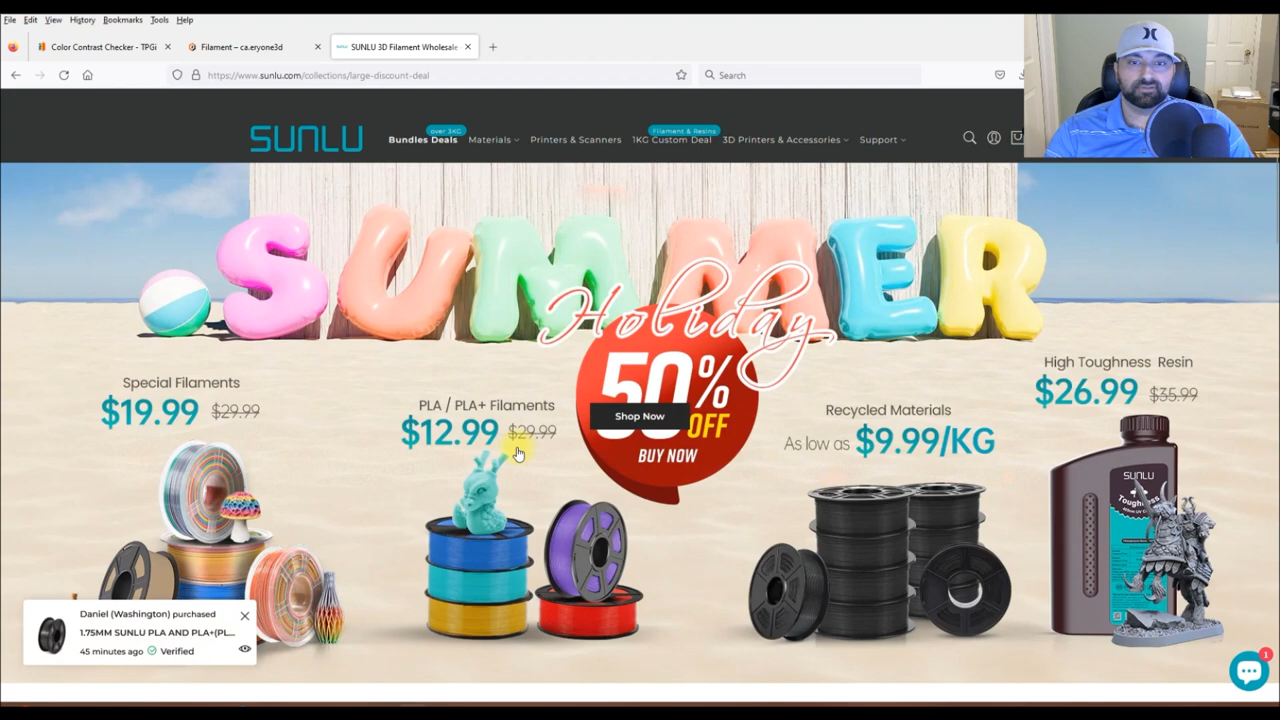 File Edit View History Bookmarks Tools Help
Color Contrast Checker - TPGi
Filament – ca.eryone3d
SUNLU 3D Filament Wholesale
https://www.sunlu.com/collections/large-discount-deal
Search
over 3KG
Filament & Resins
SUNLU
Bundles Deals Materials Printers & Scanners 1KG Custom Deal 3D Printers & Accessories Support
SUMMER
Holiday
50%
OFF
Shop Now
BUY NOW
Special Filaments
$19.99 $29.99
PLA / PLA+ Filaments
$12.99 $29.99
Recycled Materials
As low as $9.99/KG
High Toughness Resin
$26.99 $35.99
SUNLU
Daniel (Washington) purchased
1.75MM SUNLU PLA AND PLA+(PL...
45 minutes ago Verified
1